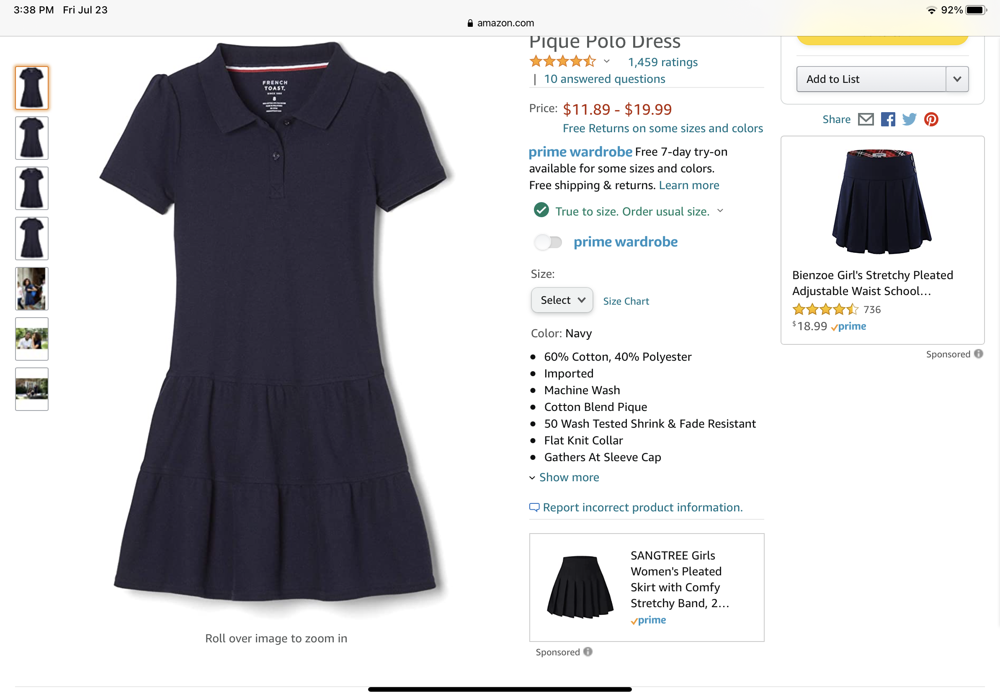 3:38 PM Fri Jul 23
92%
amazon.com
FRENCH
TOAST.
SINCE 1958
8
Roll over image to zoom in
Pique Polo Dress
1,459 ratings
| 10 answered questions
Price: $11.89 - $19.99
Free Returns on some sizes and colors
prime wardrobe Free 7-day try-on
available for some sizes and colors.
Free shipping & returns. Learn more
True to size. Order usual size.
prime wardrobe
Size:
Select
Size Chart
Color: Navy
60% Cotton, 40% Polyester
Imported
Machine Wash
Cotton Blend Pique
50 Wash Tested Shrink & Fade Resistant
Flat Knit Collar
Gathers At Sleeve Cap
Show more
Report incorrect product information.
SANGTREE Girls
Women's Pleated
Skirt with Comfy
Stretchy Band, 2...
prime
Sponsored
Add to List
Share
Bienzoe Girl's Stretchy Pleated
Adjustable Waist School...
736
$18.99 prime
Sponsored